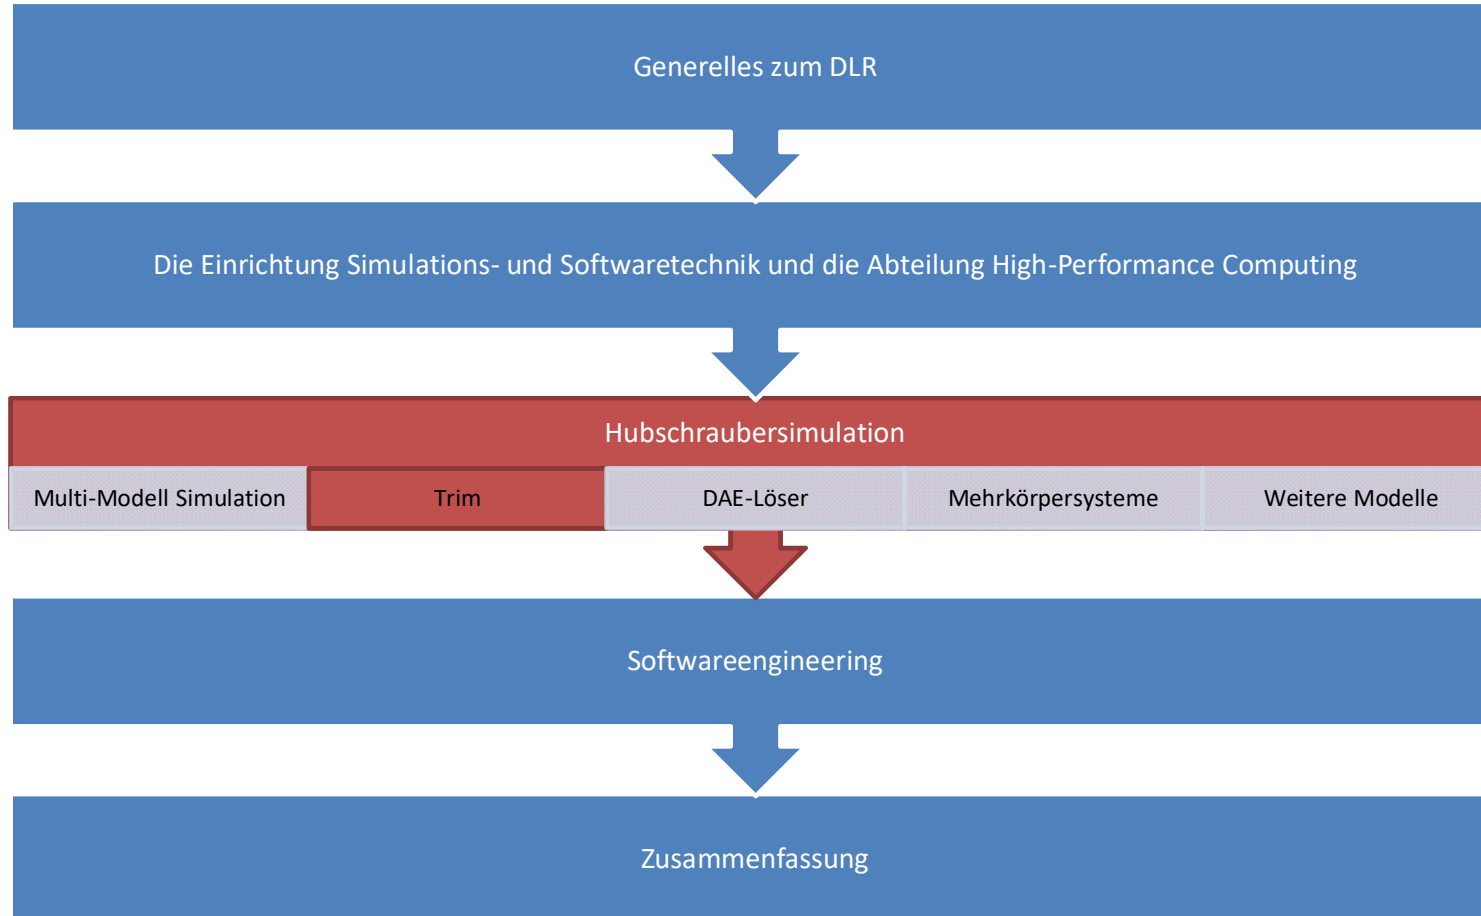 Generelles zum DLR
Die Einrichtung Simulations- und Softwaretechnik und die Abteilung High-Performance Computing
Hubschraubersimulation
Multi-Modell Simulation
Trim
DAE-Löser
Mehrkörpersysteme
Weitere Modelle
Softwareengineering
Zusammenfassung